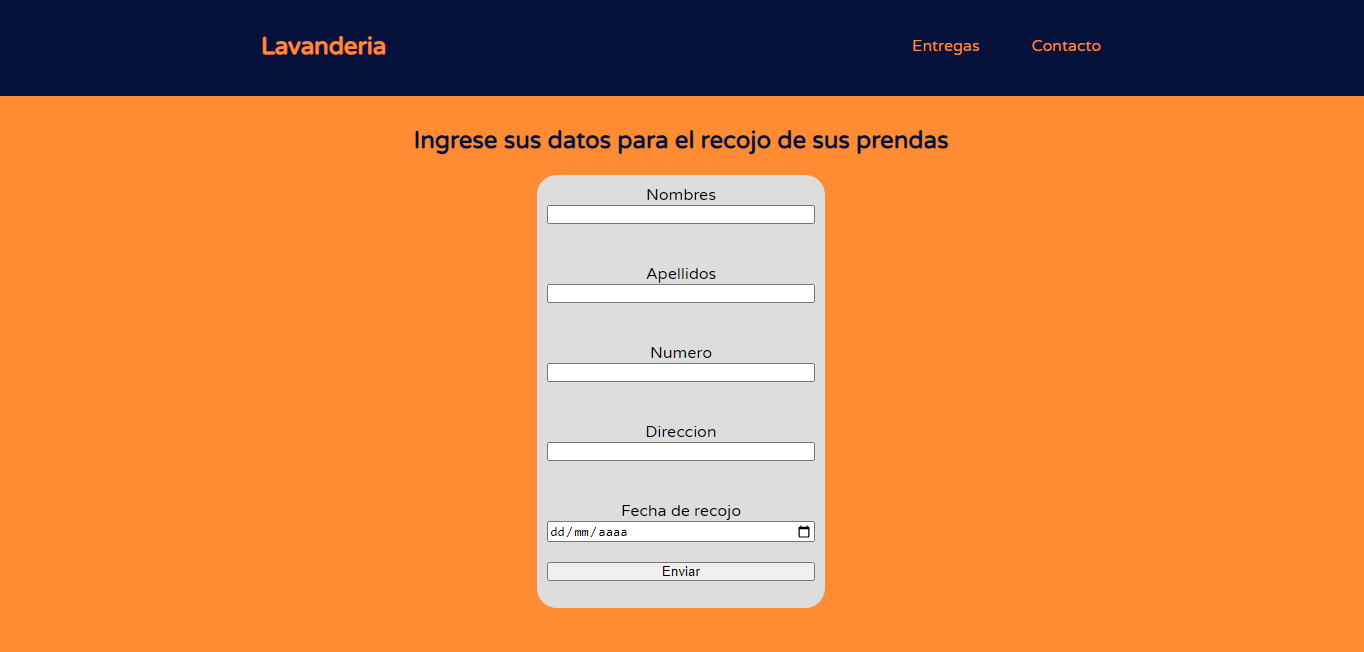 Lavanderia
Entregas
Contacto
Ingrese sus datos para el recojo de sus prendas
Nombres
Apellidos
Numero
Direccion
Fecha de recojo
dd/mm/aaaa
Enviar